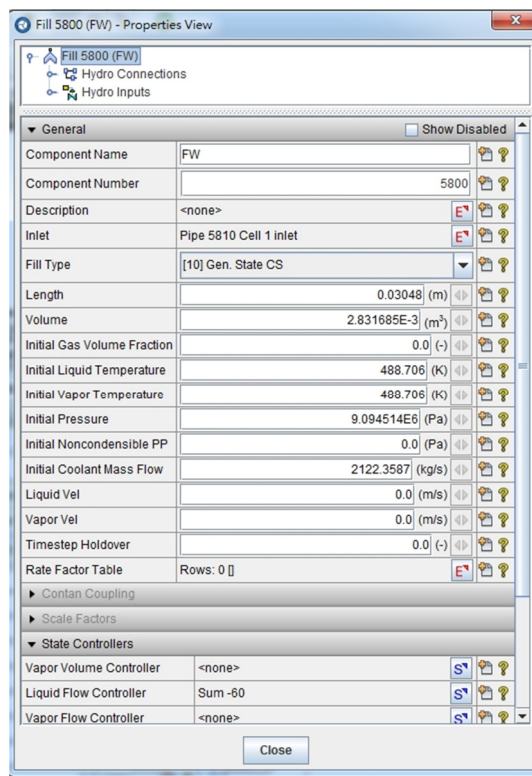 Fill 5800 (FW) - Properties View
Fill 5800 (FW)
Hydro Connections
Hydro Inputs
General Show Disabled
Component Name FW
Component Number 5800
Description <none> E
Inlet Pipe 5810 Cell 1 inlet E
Fill Type [10] Gen. State CS
Length 0.03048 (m)
Volume 2.831685E-3 (m³)
Initial Gas Volume Fraction 0.0 (-)
Initial Liquid Temperature 488.706 (K)
Initial Vapor Temperature 488.706 (K)
Initial Pressure 9.094514E6 (Pa)
Initial Noncondensible PP 0.0 (Pa)
Initial Coolant Mass Flow 2122.3587 (kg/s)
Liquid Vel 0.0 (m/s)
Vapor Vel 0.0 (m/s)
Timestep Holdover 0.0 (-)
Rate Factor Table Rows: 0 [] E
Contan Coupling
Scale Factors
State Controllers
Vapor Volume Controller <none> S
Liquid Flow Controller Sum -60 S
Vapor Flow Controller <none> S
Close